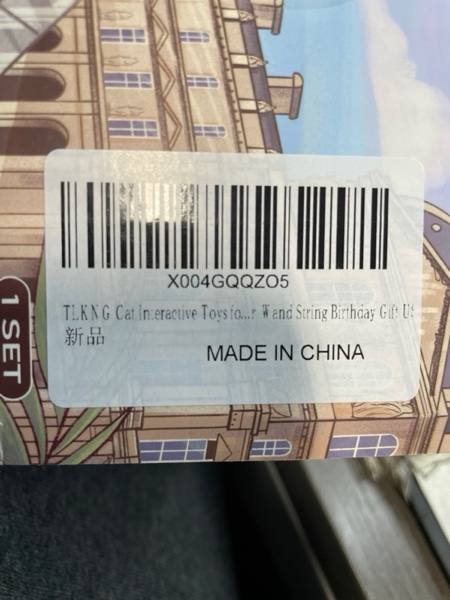 X004GQQZO5
TLKNG Cat Interactive Toys fo...r Wand String Birthday Gift US
新品
MADE IN CHINA
1 SET